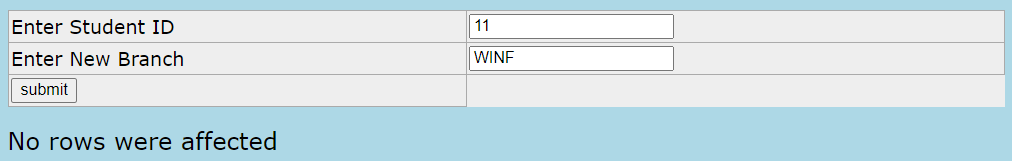 Enter Student ID 11
Enter New Branch WINF
submit
No rows were affected